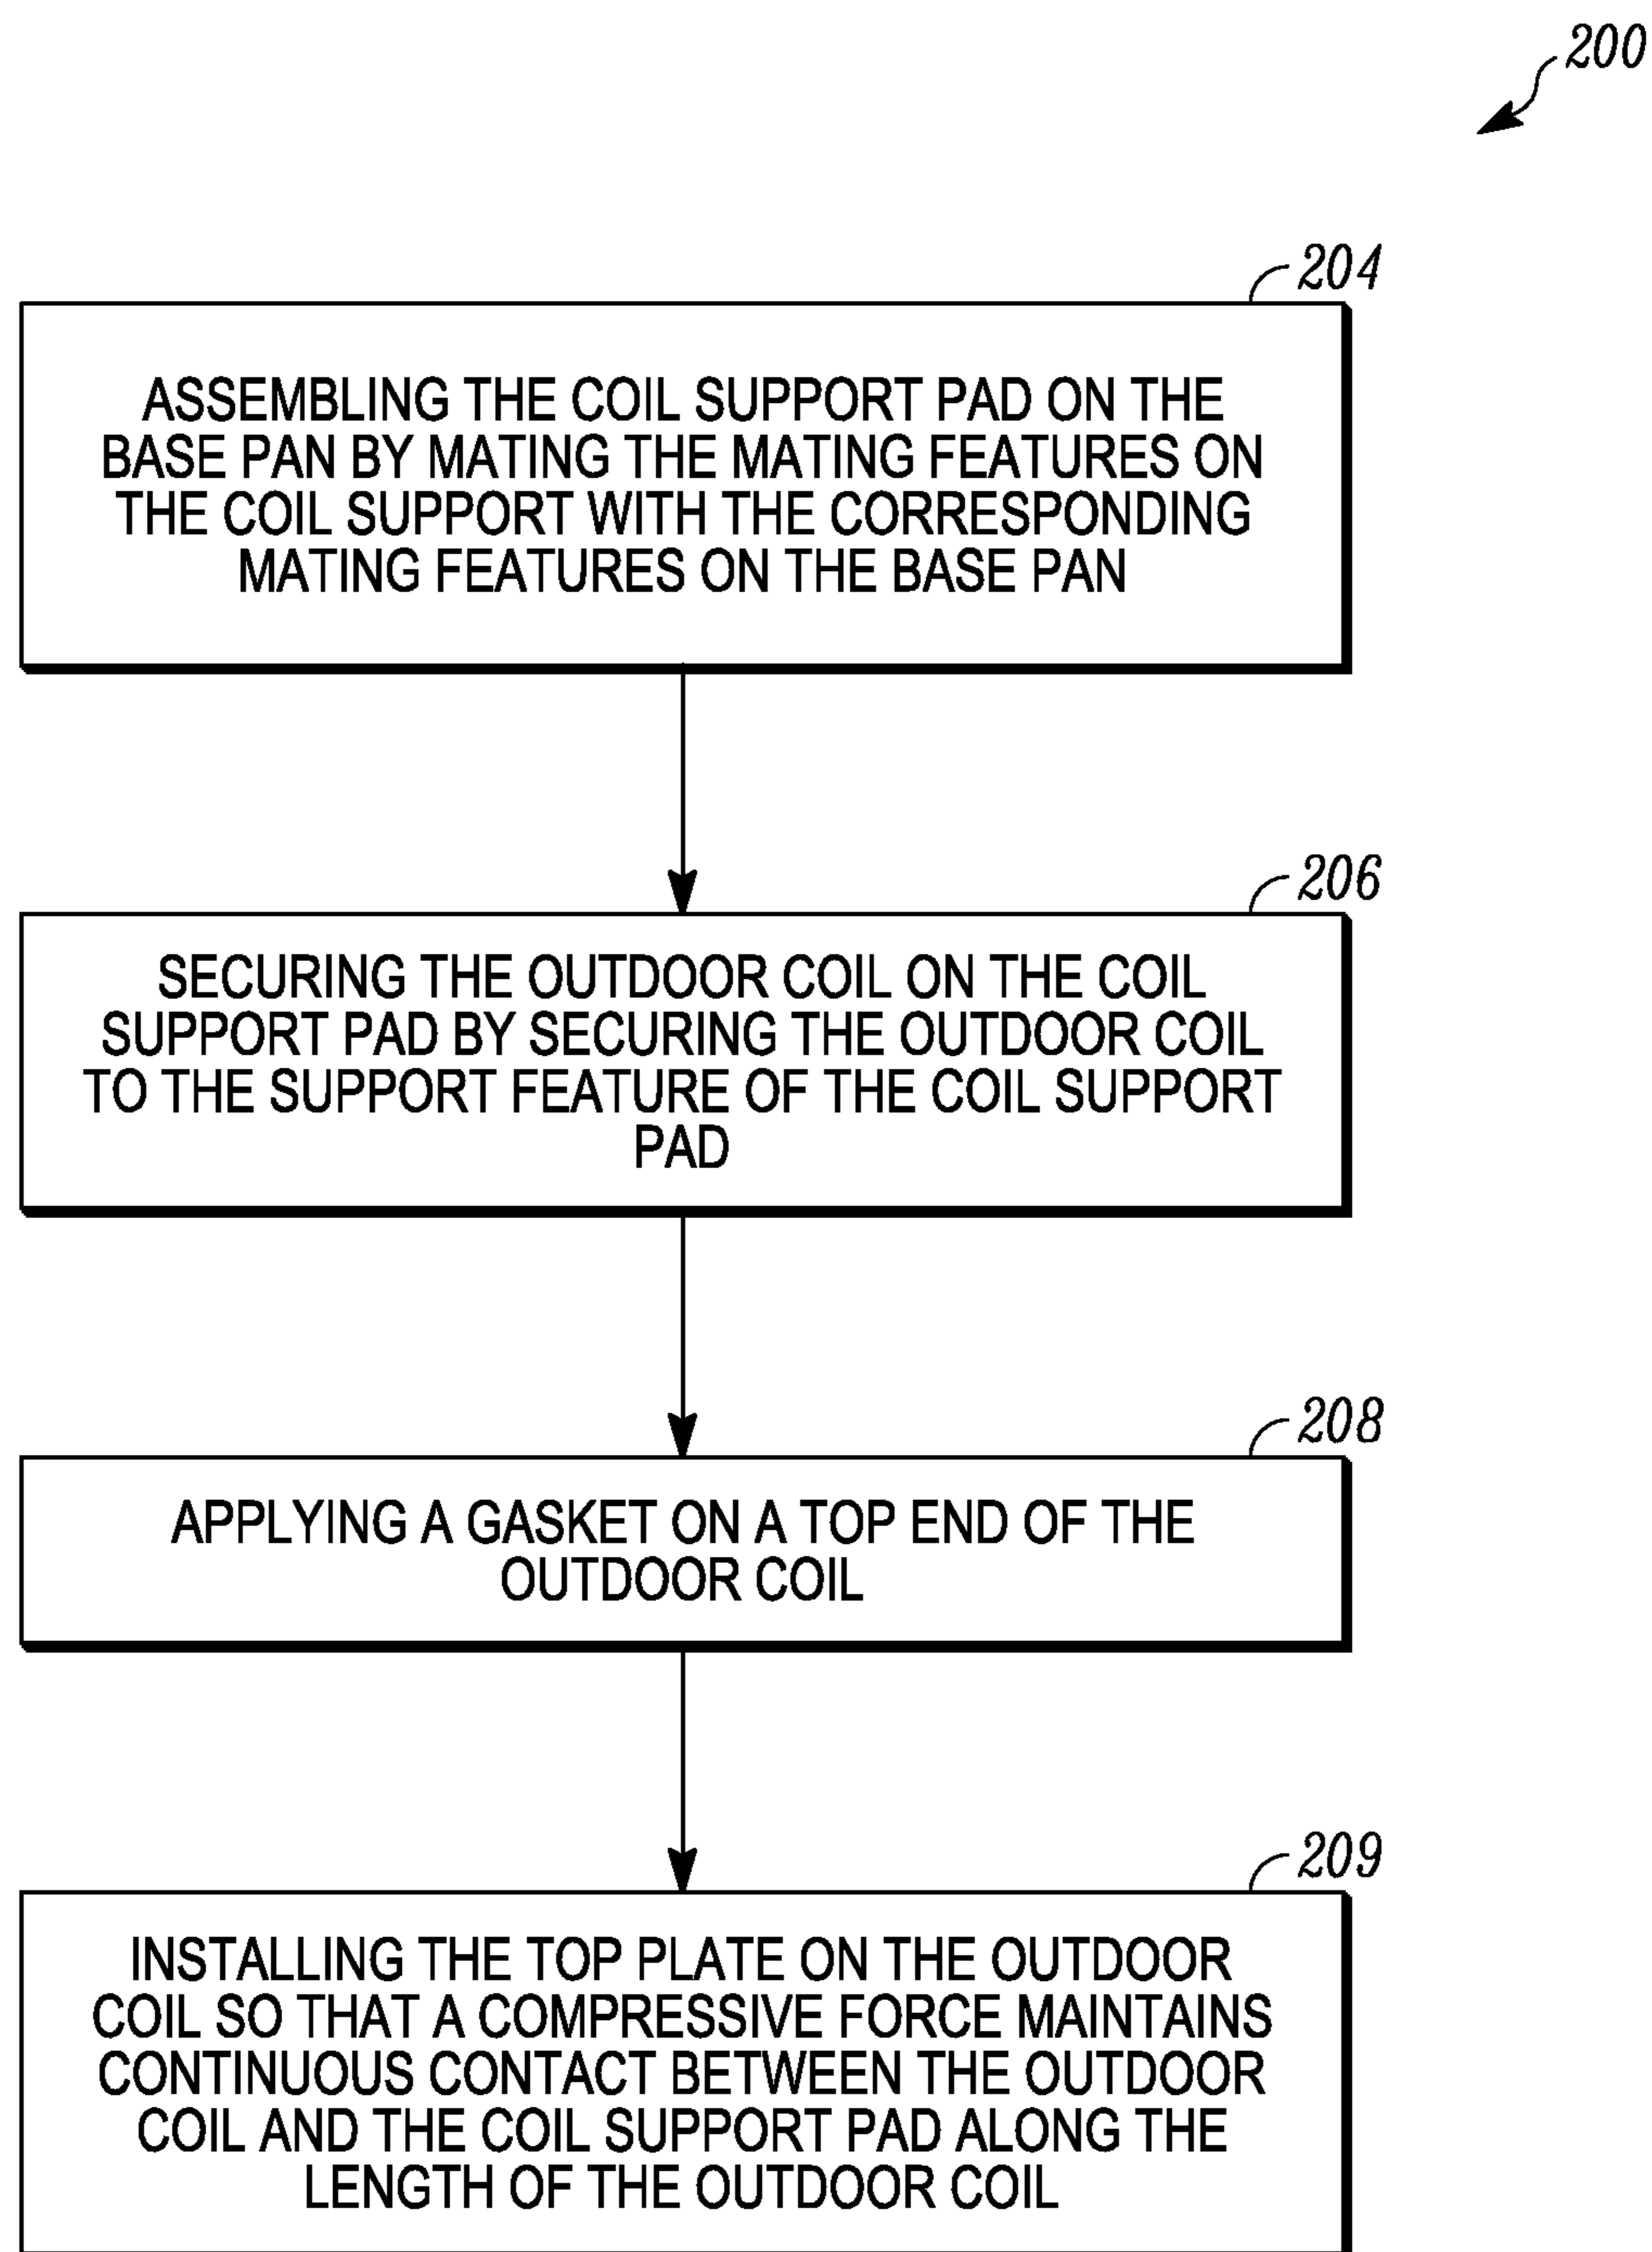 200
204
ASSEMBLING THE COIL SUPPORT PAD ON THE
BASE PAN BY MATING THE MATING FEATURES ON
THE COIL SUPPORT WITH THE CORRESPONDING
MATING FEATURES ON THE BASE PAN
206
SECURING THE OUTDOOR COIL ON THE COIL
SUPPORT PAD BY SECURING THE OUTDOOR COIL
TO THE SUPPORT FEATURE OF THE COIL SUPPORT
PAD
208
APPLYING A GASKET ON A TOP END OF THE
OUTDOOR COIL
209
INSTALLING THE TOP PLATE ON THE OUTDOOR
COIL SO THAT A COMPRESSIVE FORCE MAINTAINS
CONTINUOUS CONTACT BETWEEN THE OUTDOOR
COIL AND THE COIL SUPPORT PAD ALONG THE
LENGTH OF THE OUTDOOR COIL